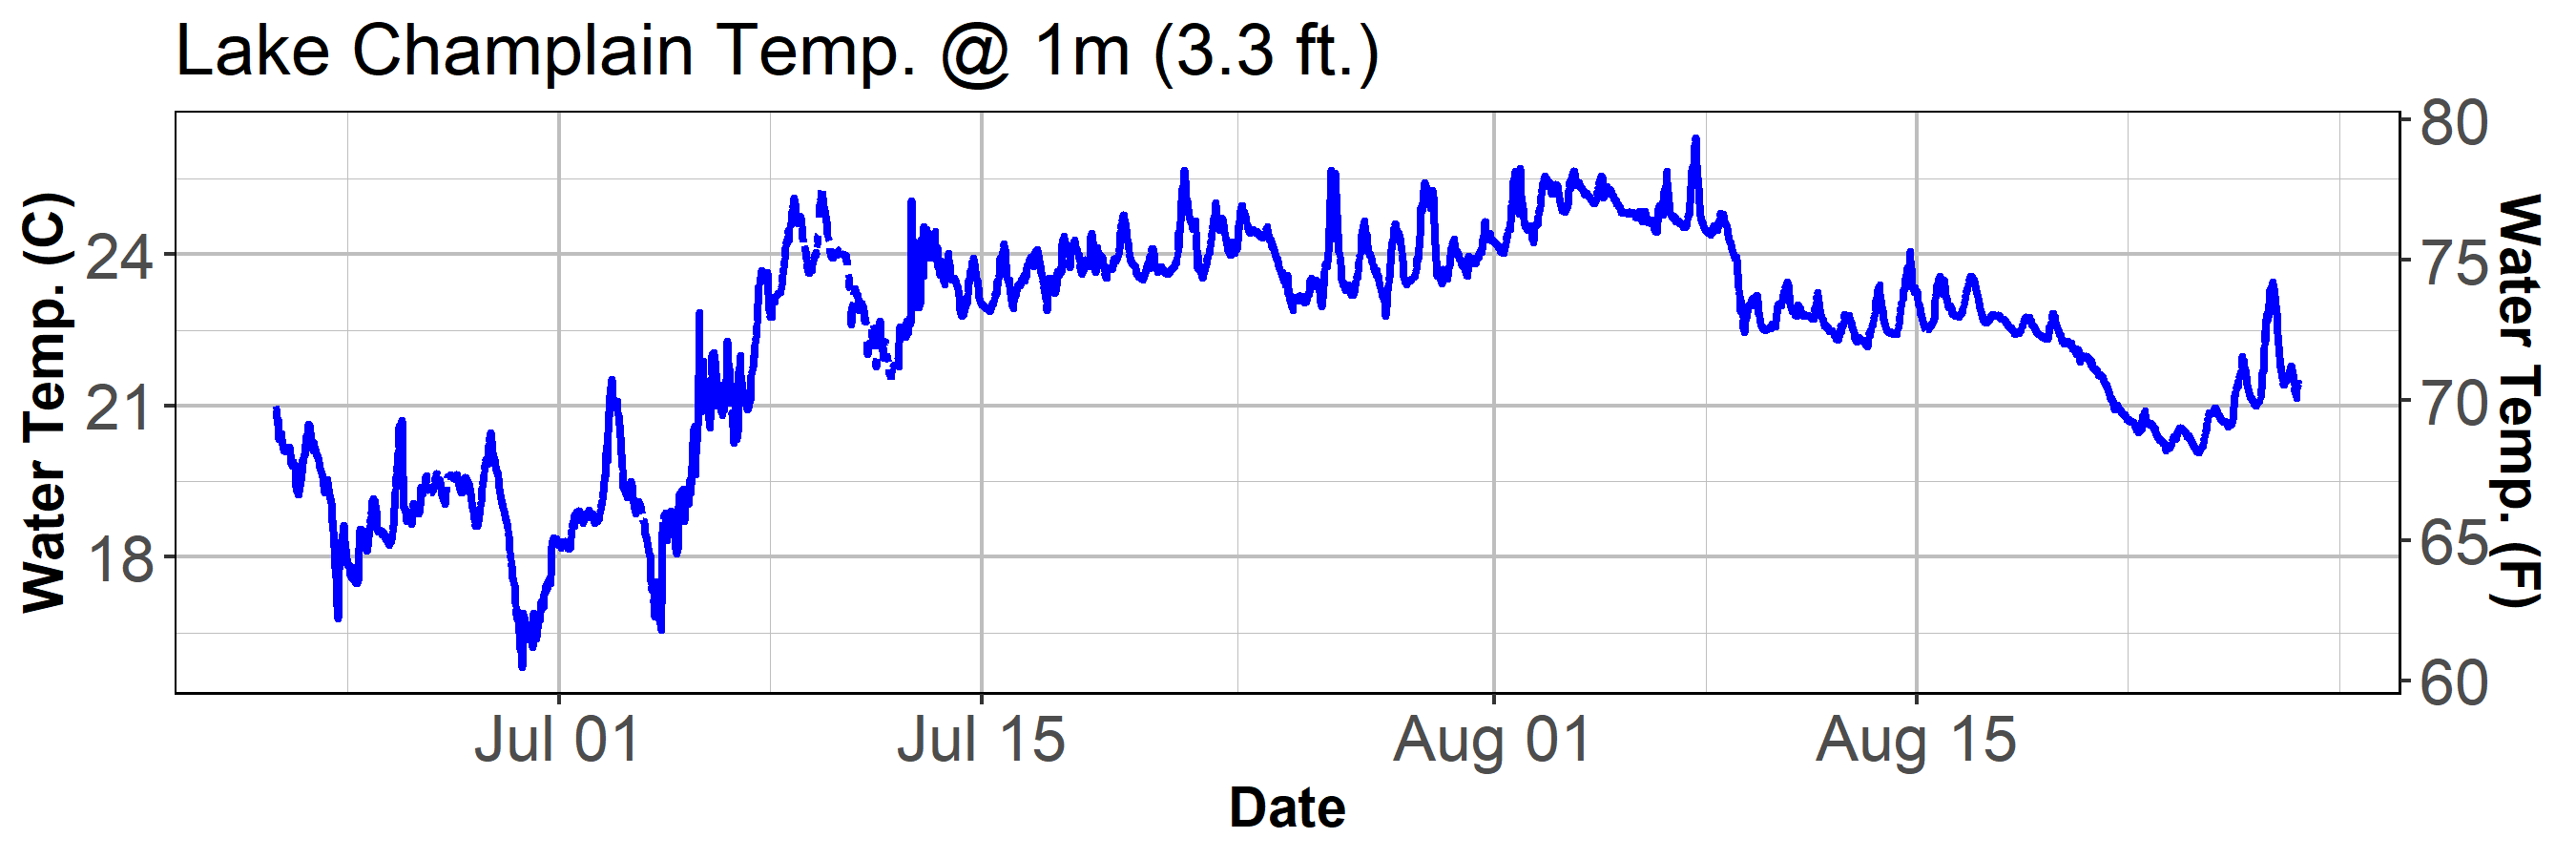 Lake Champlain Temp. @ 1m (3.3 ft.)
Water Temp. (C)
24
21
18
80
75
70
65
60
Water Temp. (F)
Jul 01
Jul 15
Aug 01
Aug 15
Date